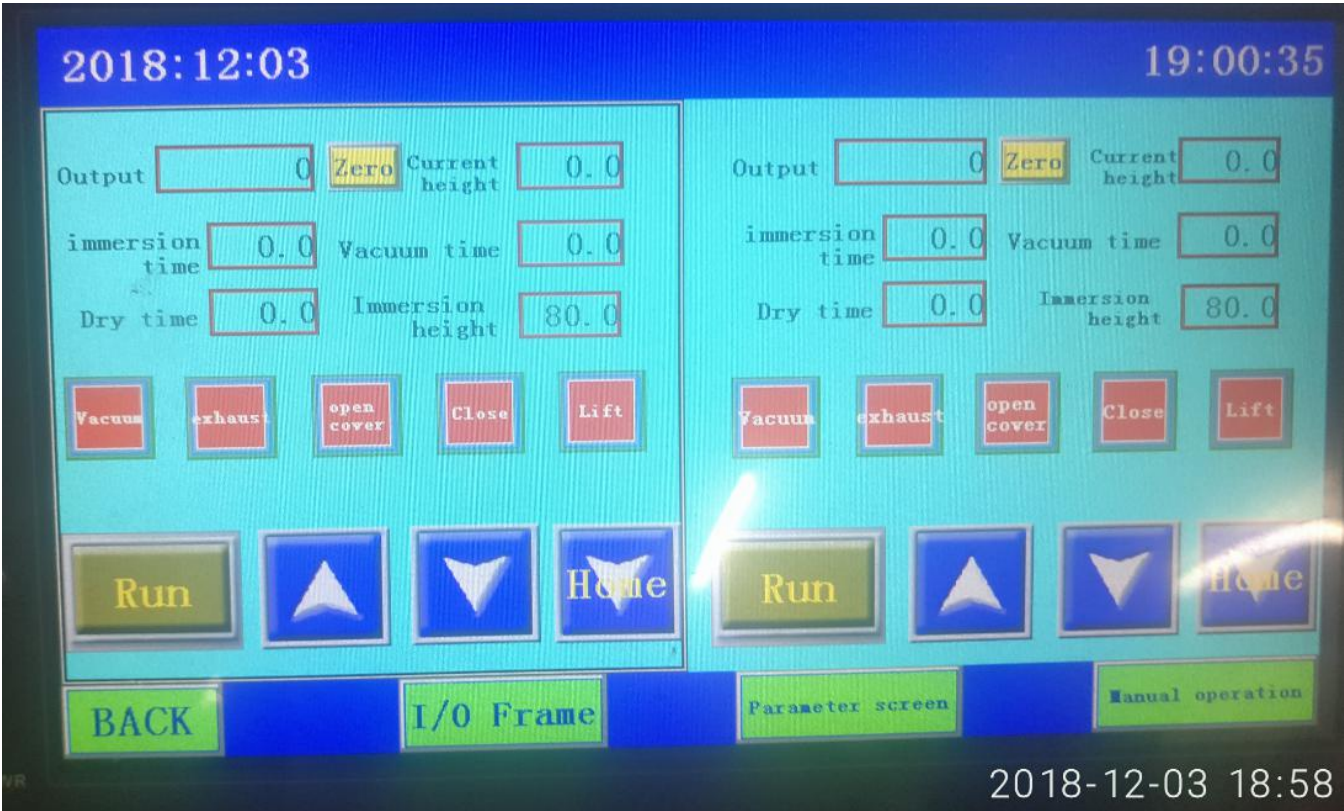 2018:12:03 19:00:35
Output 0 Zero Current height 0.0
immersion time 0.0 Vacuum time 0.0
Dry time 0.0 Immersion height 80.0
Vacuum exhaust open cover Close Lift
Run Home
Output 0 Zero Current height 0.0
immersion time 0.0 Vacuum time 0.0
Dry time 0.0 Immersion height 80.0
Vacuum exhaust open cover Close Lift
Run Home
BACK I/O Frame Parameter screen Manual operation
2018-12-03 18:58